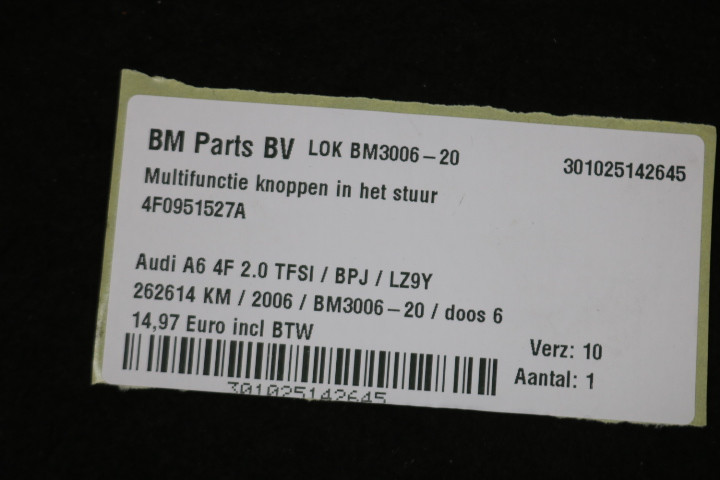 BM Parts BV LOK BM3006-20 301025142645
Multifunctie knoppen in het stuur
4F0951527A
Audi A6 4F 2.0 TFSI / BPJ / LZ9Y
262614 KM / 2006 / BM3006-20 / doos 6
14,97 Euro incl BTW
Verz: 10
Aantal: 1
301025142645